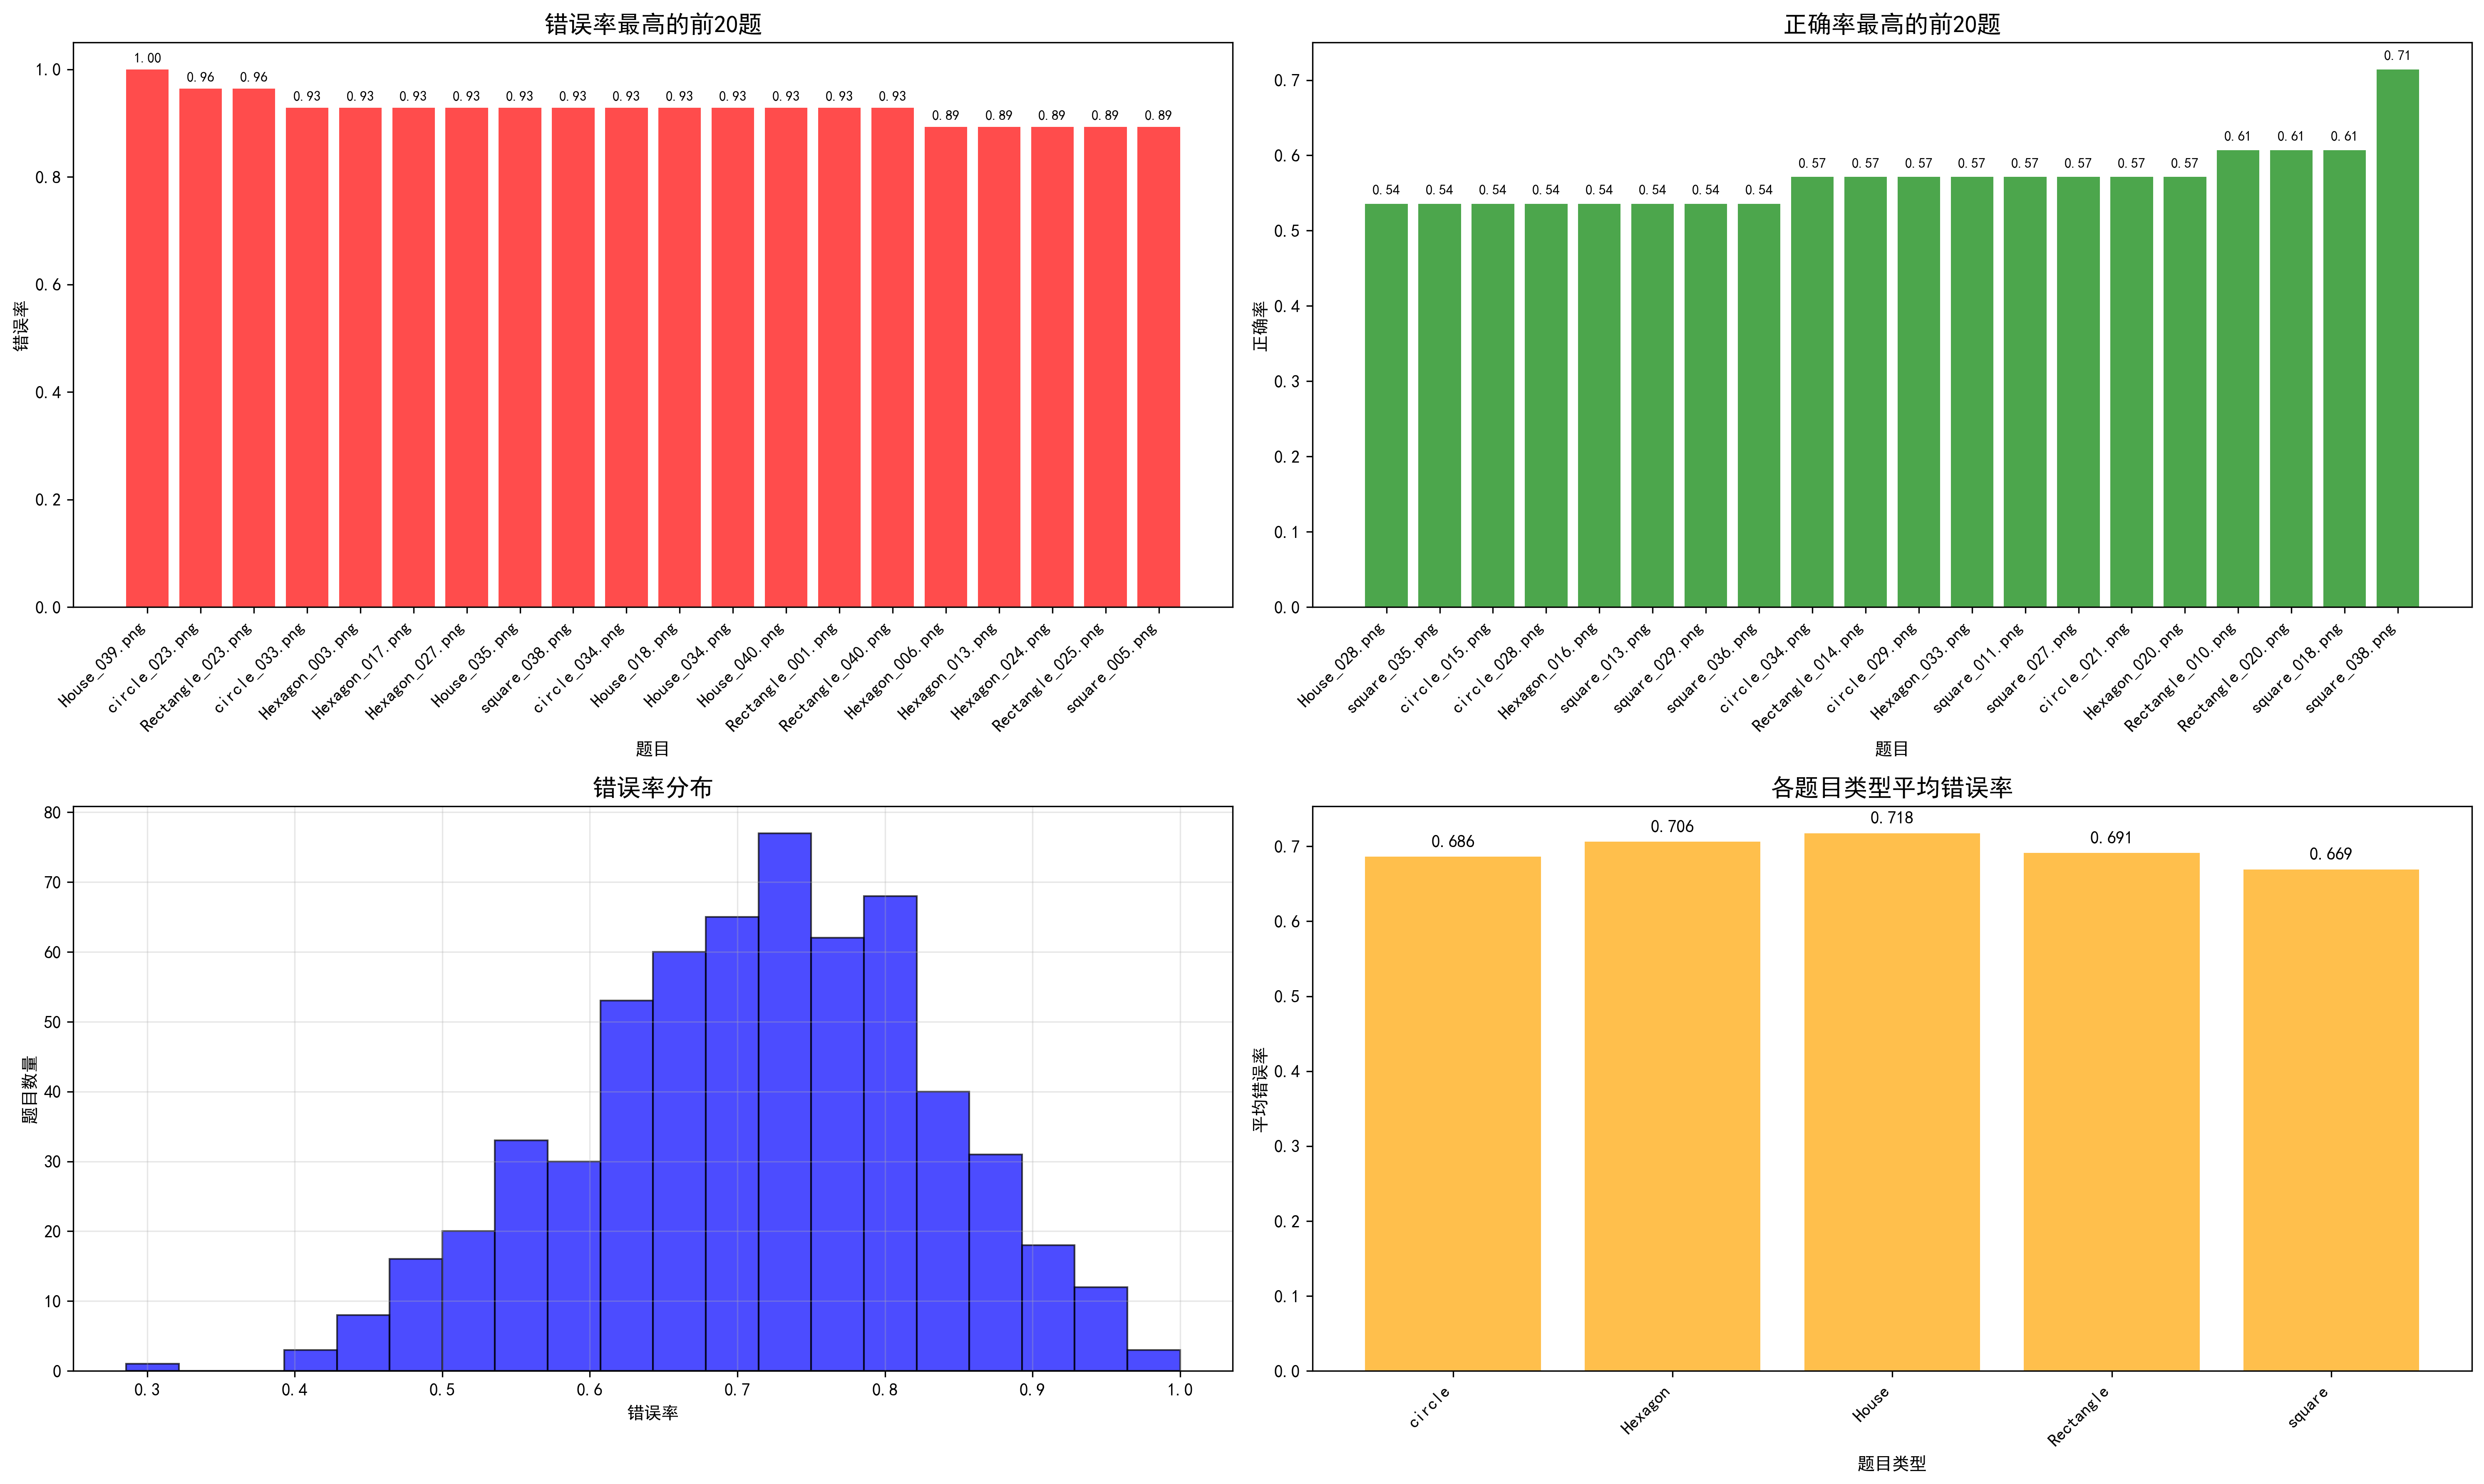 错误率最高的前20题
错误率
1.0
0.8
0.6
0.4
0.2
0.0
1.00
0.96
0.96
0.93
0.93
0.93
0.93
0.93
0.93
0.93
0.93
0.93
0.93
0.93
0.93
0.89
0.89
0.89
0.89
0.89
House_039.png
circle_023.png
Rectangle_023.png
circle_033.png
Hexagon_003.png
Hexagon_017.png
Hexagon_027.png
House_035.png
square_038.png
circle_034.png
House_018.png
House_034.png
House_040.png
Rectangle_001.png
Rectangle_040.png
Hexagon_006.png
Hexagon_013.png
Hexagon_024.png
Rectangle_025.png
square_005.png
题目
正确率最高的前20题
正确率
0.7
0.6
0.5
0.4
0.3
0.2
0.1
0.0
0.54
0.54
0.54
0.54
0.54
0.54
0.54
0.54
0.57
0.57
0.57
0.57
0.57
0.57
0.57
0.57
0.61
0.61
0.61
0.71
House_028.png
square_035.png
circle_015.png
circle_028.png
Hexagon_016.png
square_013.png
square_029.png
square_036.png
circle_034.png
Rectangle_014.png
circle_029.png
Hexagon_033.png
square_011.png
square_027.png
circle_021.png
Hexagon_020.png
Rectangle_010.png
Rectangle_020.png
square_018.png
square_038.png
题目
错误率分布
题目数量
80
70
60
50
40
30
20
10
0
0.3
0.4
0.5
0.6
0.7
0.8
0.9
1.0
错误率
各题目类型平均错误率
平均错误率
0.7
0.6
0.5
0.4
0.3
0.2
0.1
0.0
0.686
0.706
0.718
0.691
0.669
circle
Hexagon
House
Rectangle
square
题目类型